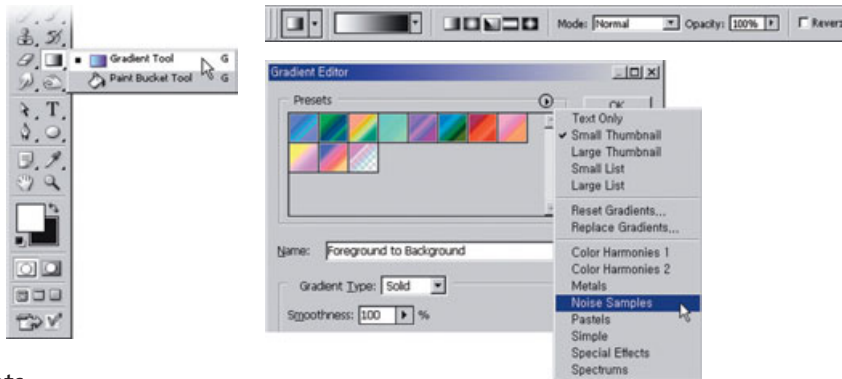 Gradient Tool G
Paint Bucket Tool G
Mode: Normal Opacity: 100%
Gradient Editor
Presets
Text Only
Small Thumbnail
Large Thumbnail
Small List
Large List
Reset Gradients...
Replace Gradients...
Color Harmonies 1
Color Harmonies 2
Metals
Noise Samples
Pastels
Simple
Special Effects
Spectrums
Name: Foreground to Background
Gradient Type: Solid
Smoothness: 100 %